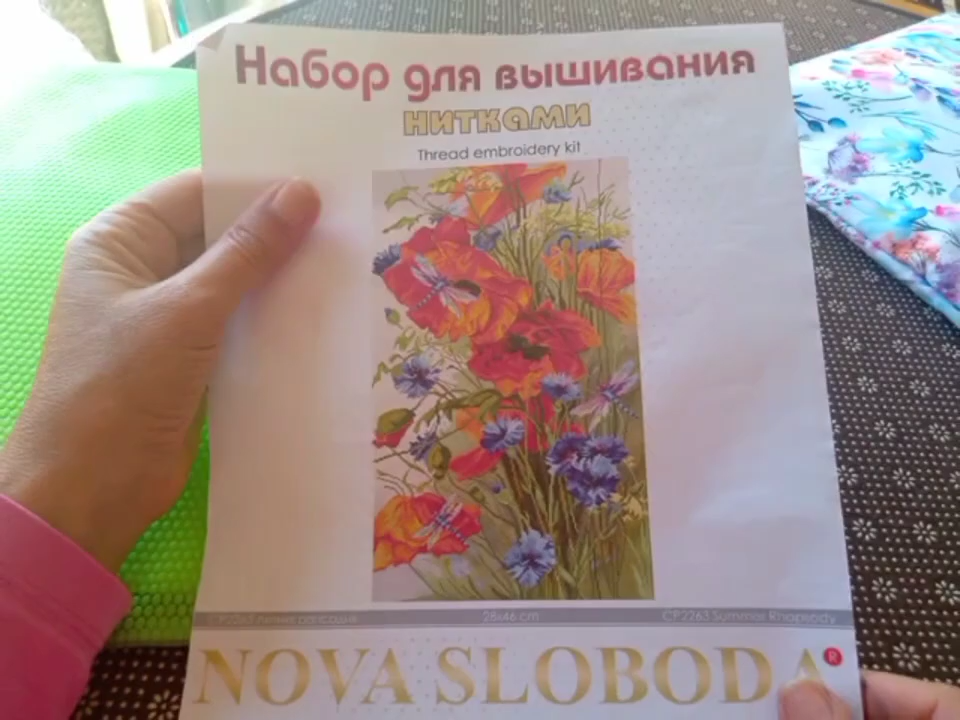 Набор для вышивания
нитками
Thread embroidery kit
28x46 cm
СР2263 Summer Rhapsody
NOVA SLOBODA®